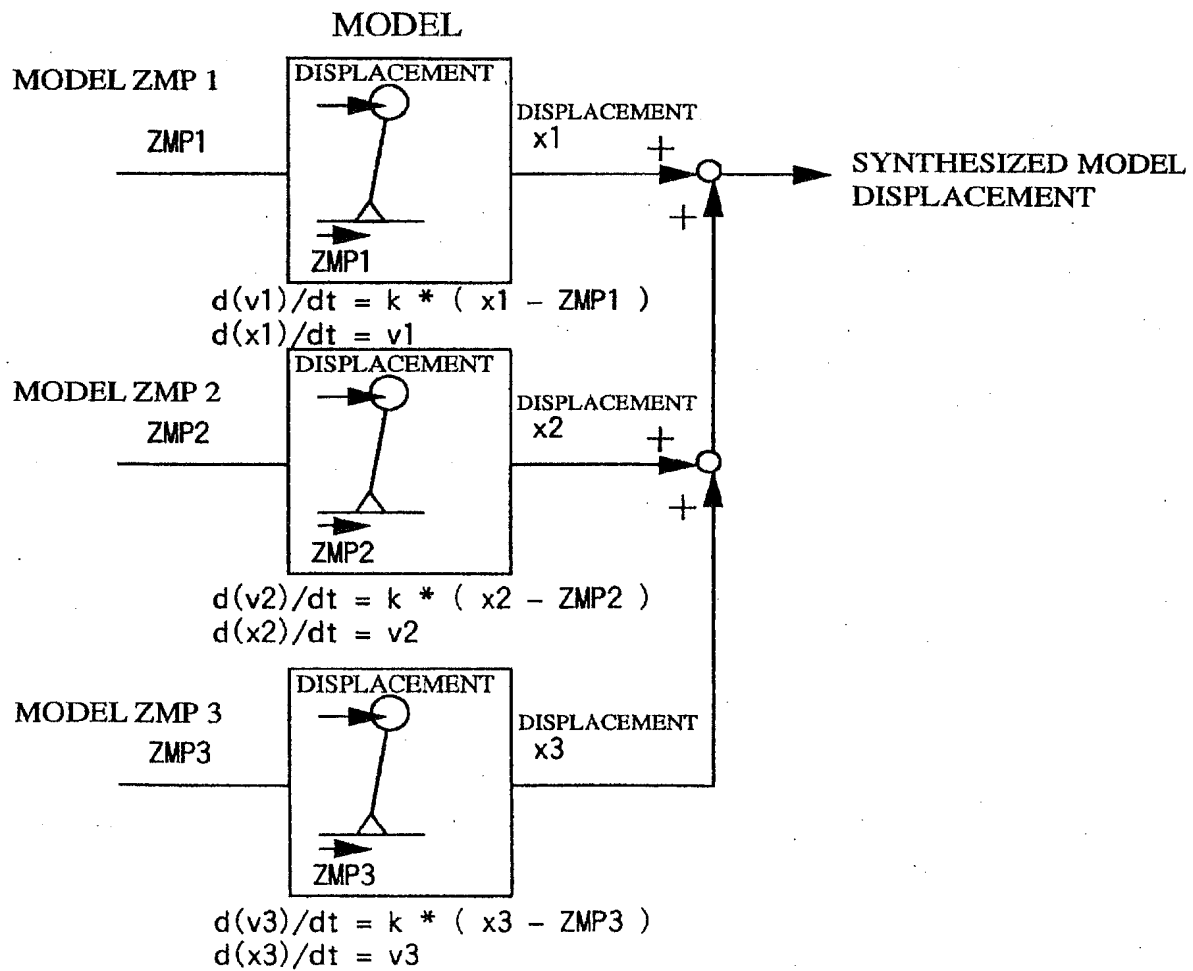 MODEL
MODEL ZMP 1
ZMP1
DISPLACEMENT
ZMP1
DISPLACEMENT
x1
+
+
SYNTHESIZED MODEL
DISPLACEMENT
d(v1)/dt = k * ( x1 - ZMP1 )
d(x1)/dt = v1
MODEL ZMP 2
ZMP2
DISPLACEMENT
ZMP2
DISPLACEMENT
x2
+
+
d(v2)/dt = k * ( x2 - ZMP2 )
d(x2)/dt = v2
MODEL ZMP 3
ZMP3
DISPLACEMENT
ZMP3
DISPLACEMENT
x3
d(v3)/dt = k * ( x3 - ZMP3 )
d(x3)/dt = v3